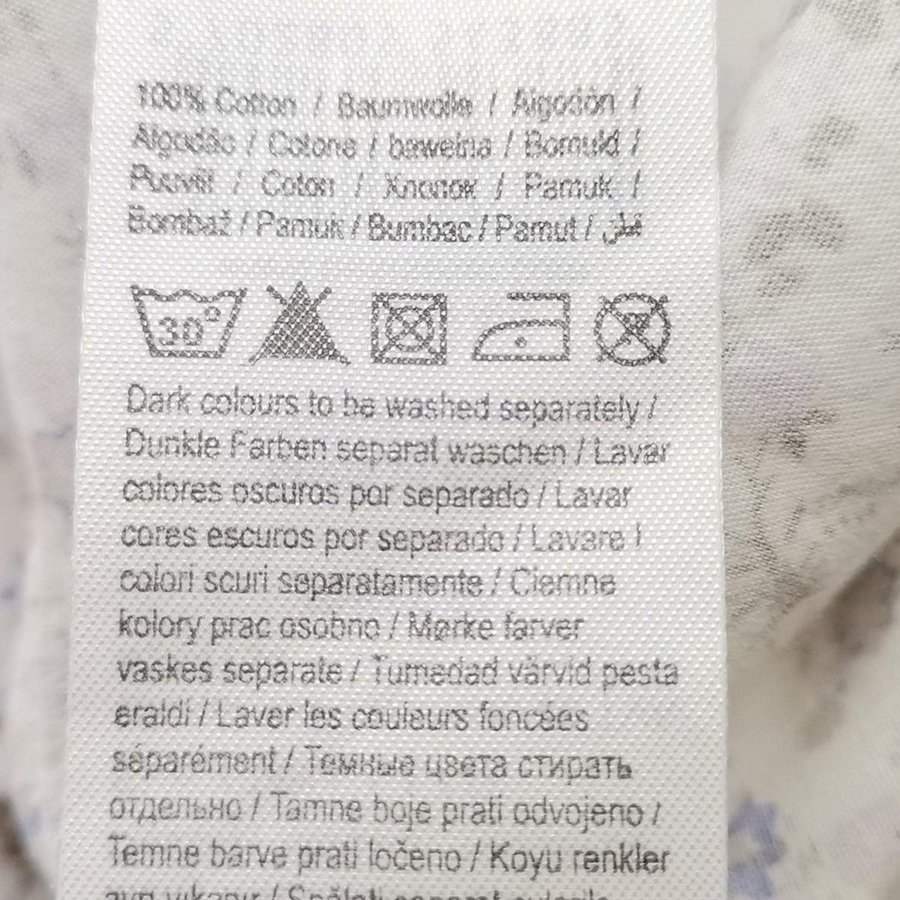 100% Cotton / Baumwolle / Algodón /
Algodão / Cotone / bawełna / Bomuld /
Puuvill / Coton / Хлопок / Pamuk /
Bombaž / Pamuk / Bumbac / Pamut / قطن
30°
Dark colours to be washed separately /
Dunkle Farben separat waschen / Lavar
colores oscuros por separado / Lavar
cores escuros por separado / Lavare i
colori scuri separatamente / Ciemne
kolory prac osobno / Mørke farver
vaskes separate / Tumedad värvid pesta
eraldi / Laver les couleurs foncées
séparément / Темные цвета стирать
отдельно / Tamne boje prati odvojeno /
Temne barve prati ločeno / Koyu renkler